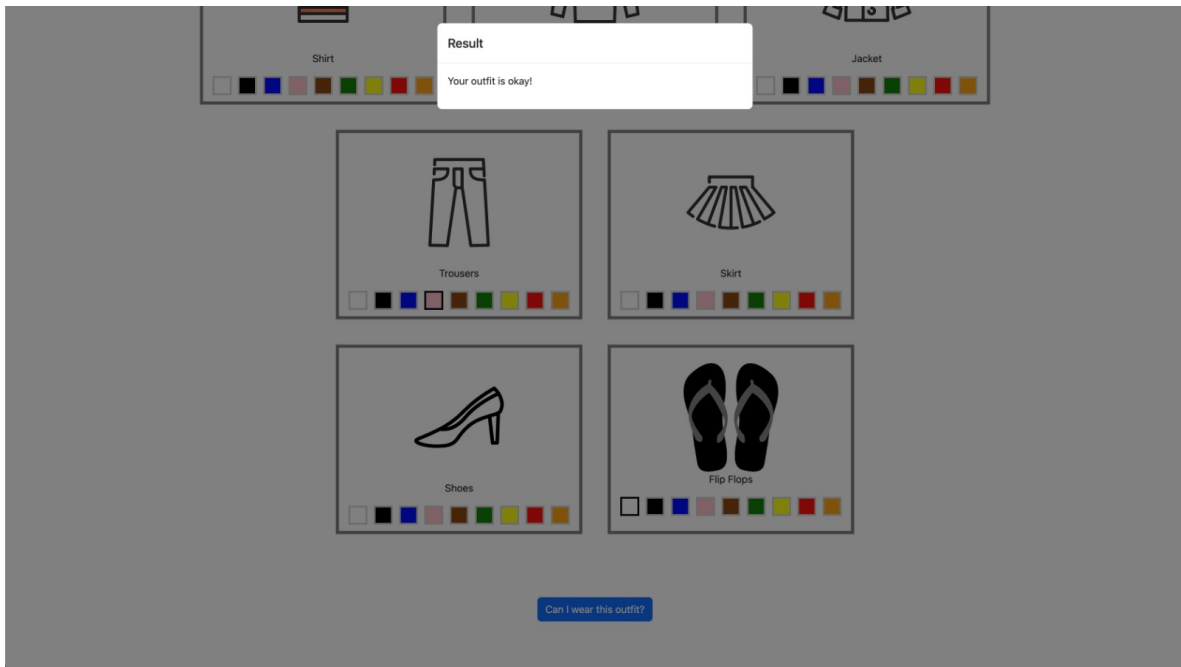 Result
Your outfit is okay!
Shirt
Jacket
Trousers
Skirt
Shoes
Flip Flops
Can I wear this outfit?